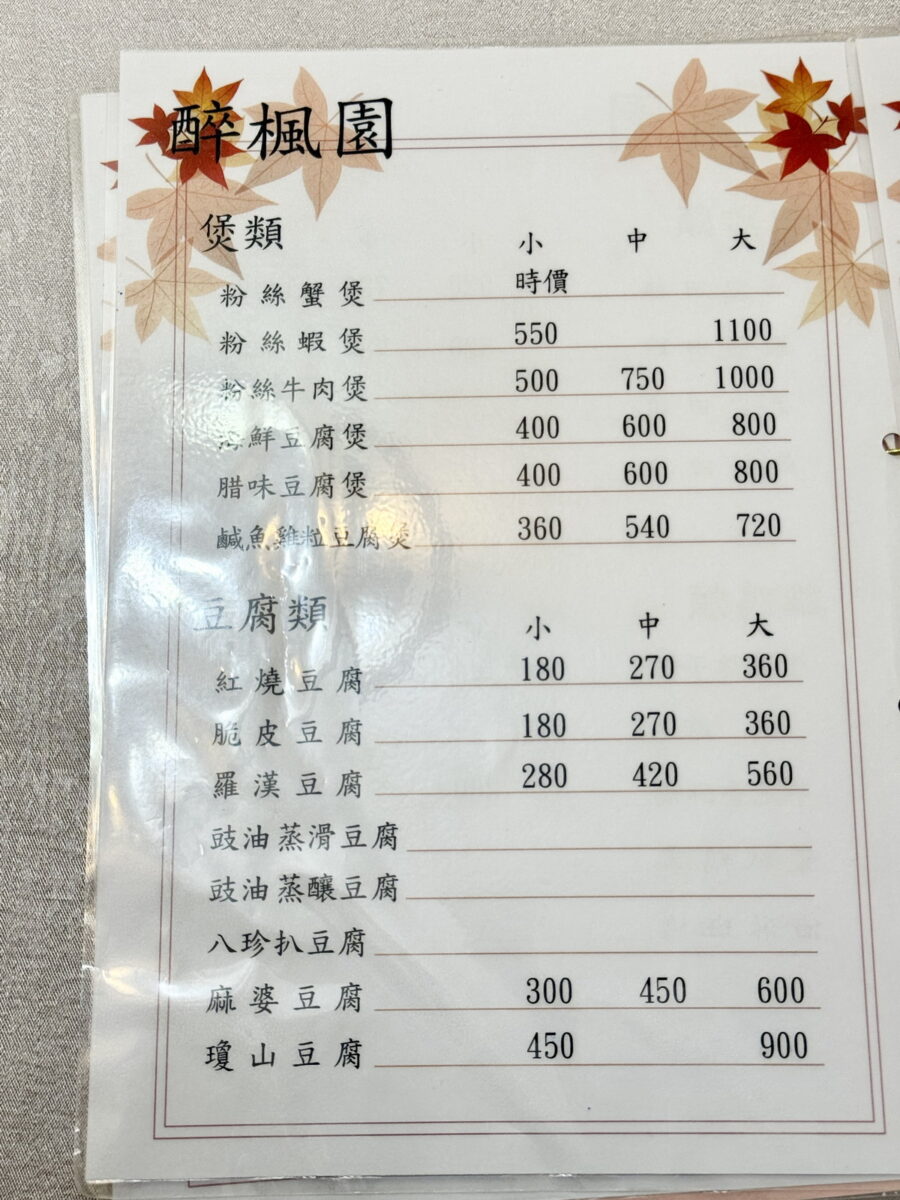 醉楓園
煲類 小 中 大
粉絲蟹煲 時價
粉絲蝦煲 550 1100
粉絲牛肉煲 500 750 1000
海鮮豆腐煲 400 600 800
腊味豆腐煲 400 600 800
鹹魚雞粒豆腐煲 360 540 720
豆腐類 小 中 大
紅燒豆腐 180 270 360
脆皮豆腐 180 270 360
羅漢豆腐 280 420 560
豉油蒸滑豆腐
豉油蒸釀豆腐
八珍扒豆腐
麻婆豆腐 300 450 600
瓊山豆腐 450 900